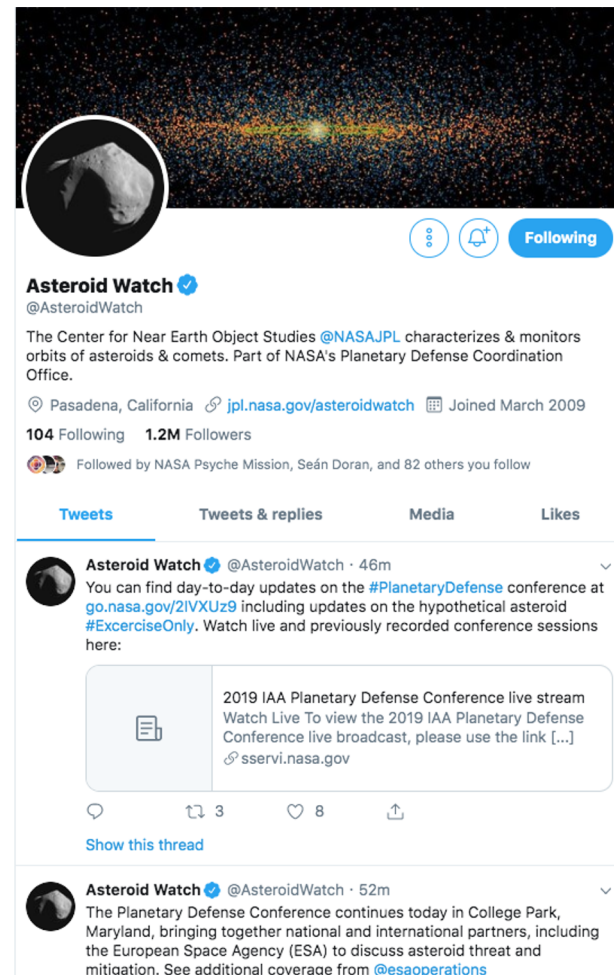 Following
Asteroid Watch
@AsteroidWatch
The Center for Near Earth Object Studies @NASAJPL characterizes & monitors
orbits of asteroids & comets. Part of NASA's Planetary Defense Coordination
Office.
Pasadena, California jpl.nasa.gov/asteroidwatch Joined March 2009
104 Following 1.2M Followers
Followed by NASA Psyche Mission, Seán Doran, and 82 others you follow
Tweets Tweets & replies Media Likes
Asteroid Watch @AsteroidWatch · 46m
You can find day-to-day updates on the #PlanetaryDefense conference at
go.nasa.gov/2IVXUz9 including updates on the hypothetical asteroid
#ExcerciseOnly. Watch live and previously recorded conference sessions
here:
2019 IAA Planetary Defense Conference live stream
Watch Live To view the 2019 IAA Planetary Defense
Conference live broadcast, please use the link [...]
sservi.nasa.gov
3 8
Show this thread
Asteroid Watch @AsteroidWatch · 52m
The Planetary Defense Conference continues today in College Park,
Maryland, bringing together national and international partners, including
the European Space Agency (ESA) to discuss asteroid threat and
mitigation. See additional coverage from @esaoperations